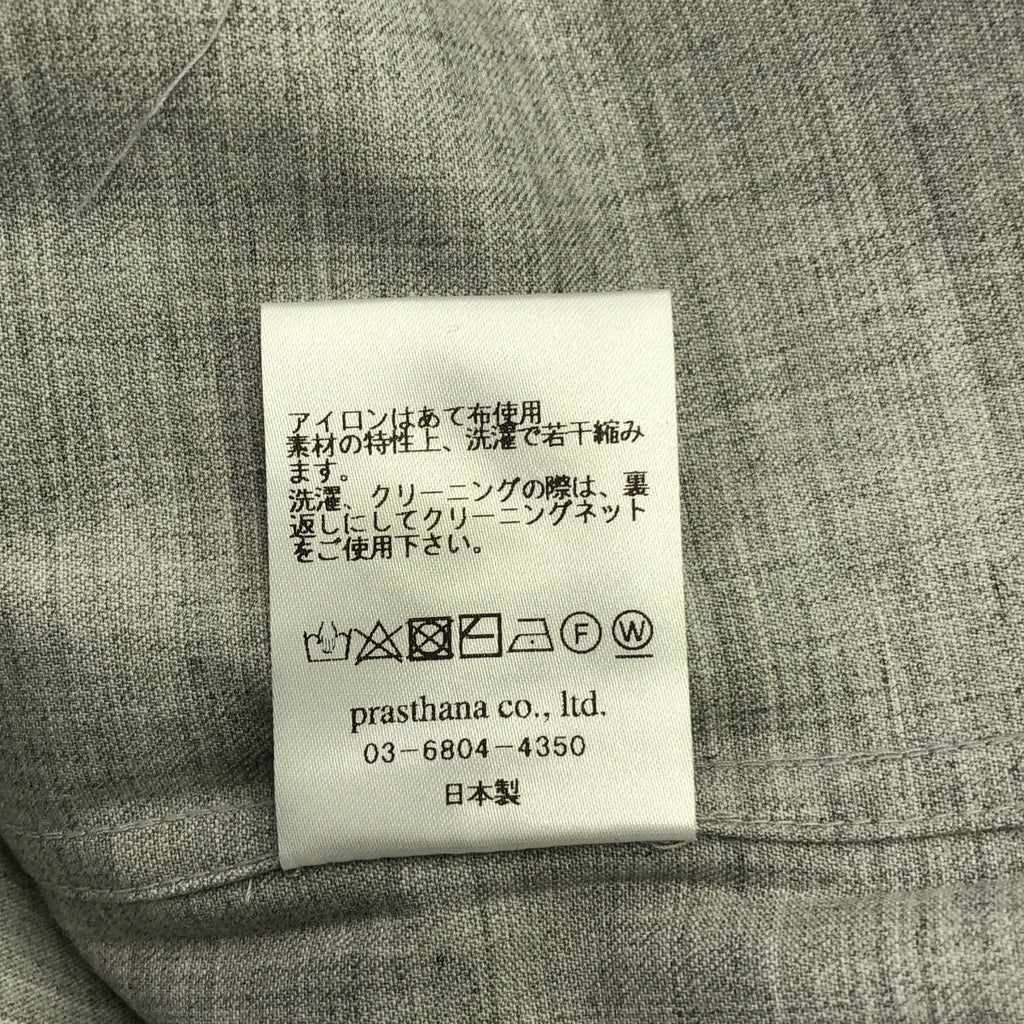 アイロンはあて布使用
素材の特性上、洗濯で若干縮み
ます。
洗濯、クリーニングの際は、裏
返しにしてクリーニングネット
をご使用下さい。
F W
prasthana co., ltd.
03-6804-4350
日本製